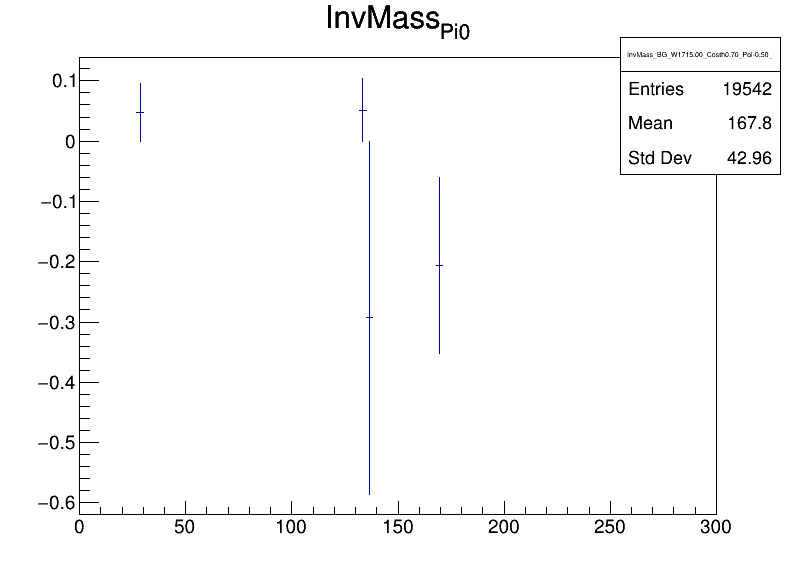 InvMass_Pi0
InvMass_BG_W1715.00_Costh0.70_Pol-0.50_
Entries 19542
Mean 167.8
Std Dev 42.96
0.1
0
−0.1
−0.2
−0.3
−0.4
−0.5
−0.6
0 50 100 150 200 250 300